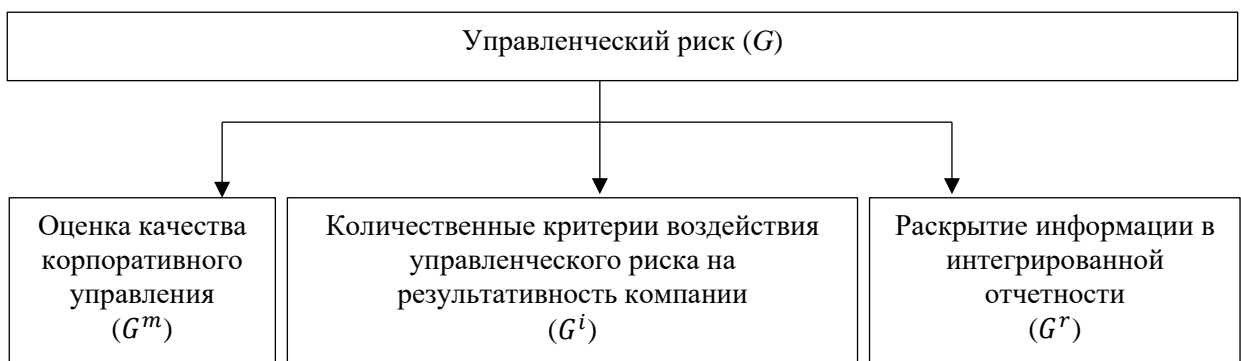 Управленческий риск (G)
Оценка качества
корпоративного
управления
(G^m)
Количественные критерии воздействия
управленческого риска на
результативность компании
(G^i)
Раскрытие информации в
интегрированной
отчетности
(G^r)